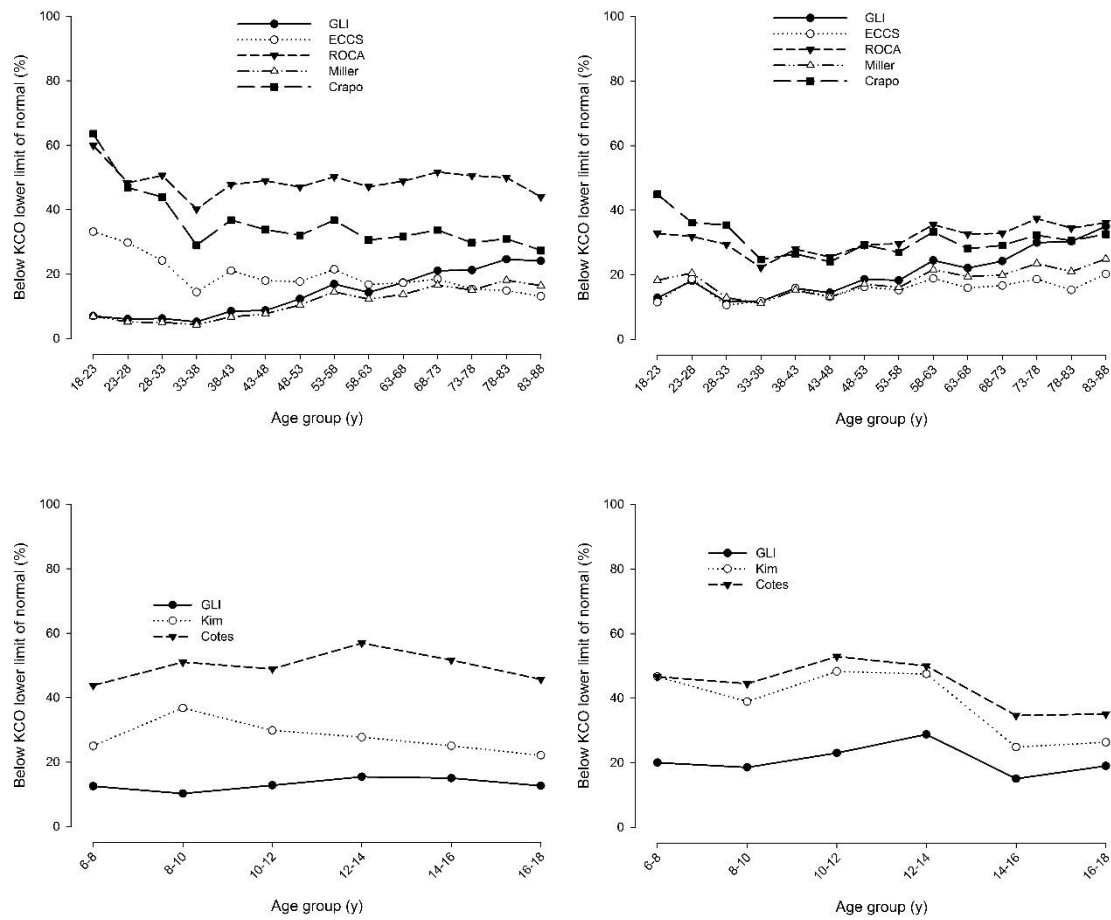 GLI
ECCS
ROCA
Miller
Crapo
Below KCO lower limit of normal (%)
100
80
60
40
20
0
18-23
23-28
28-33
33-38
38-43
43-48
48-53
53-58
58-63
63-68
68-73
73-78
78-83
83-88
Age group (y)
GLI
ECCS
ROCA
Miller
Crapo
Below KCO lower limit of normal (%)
100
80
60
40
20
0
18-23
23-28
28-33
33-38
38-43
43-48
48-53
53-58
58-63
63-68
68-73
73-78
78-83
83-88
Age group (y)
GLI
Kim
Cotes
Below KCO lower limit of normal (%)
100
80
60
40
20
0
6-8
8-10
10-12
12-14
14-16
16-18
Age group (y)
GLI
Kim
Cotes
Below KCO lower limit of normal (%)
100
80
60
40
20
0
6-8
8-10
10-12
12-14
14-16
16-18
Age group (y)